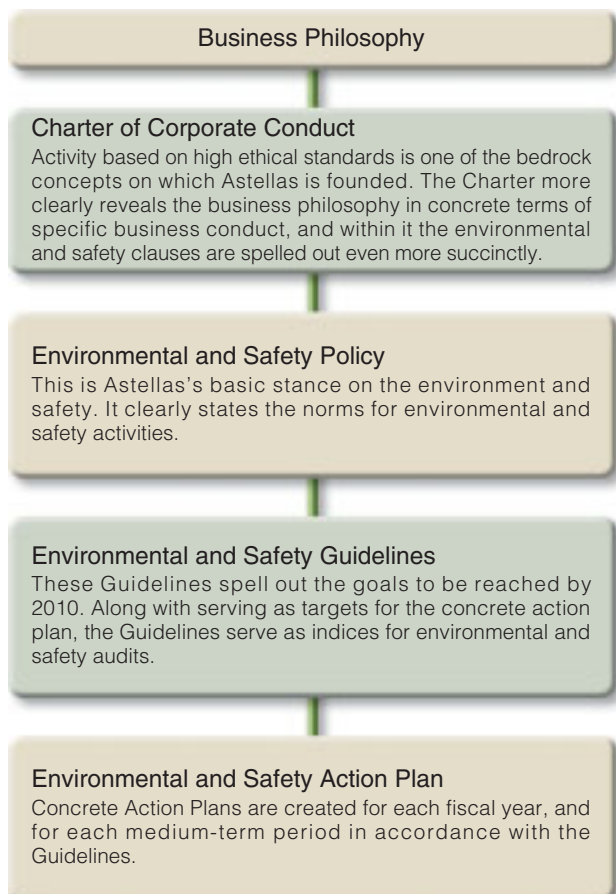 Business Philosophy
Charter of Corporate Conduct
Activity based on high ethical standards is one of the bedrock
concepts on which Astellas is founded. The Charter more
clearly reveals the business philosophy in concrete terms of
specific business conduct, and within it the environmental
and safety clauses are spelled out even more succinctly.
Environmental and Safety Policy
This is Astellas's basic stance on the environment and
safety. It clearly states the norms for environmental and
safety activities.
Environmental and Safety Guidelines
These Guidelines spell out the goals to be reached by
2010. Along with serving as targets for the concrete action
plan, the Guidelines serve as indices for environmental and
safety audits.
Environmental and Safety Action Plan
Concrete Action Plans are created for each fiscal year, and
for each medium-term period in accordance with the
Guidelines.